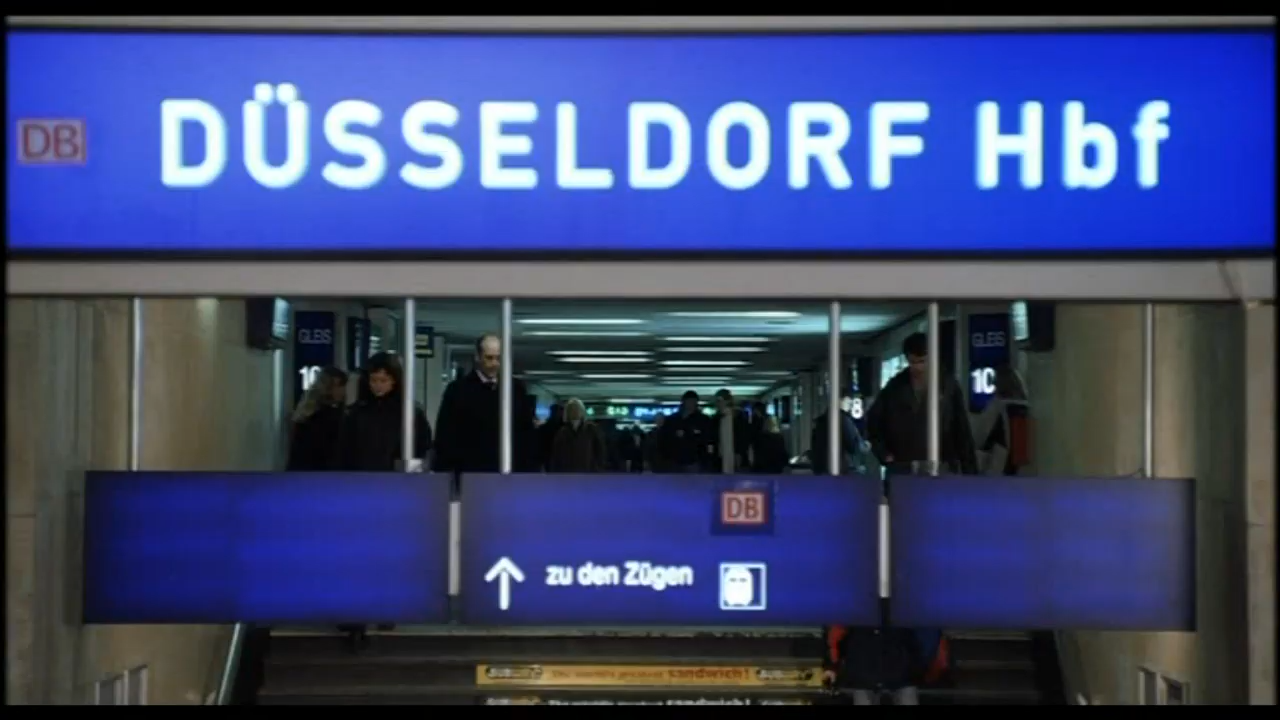 DB DÜSSELDORF Hbf
GLEIS
GLEIS
10
10
8
DB
zu den Zügen
sandwich!